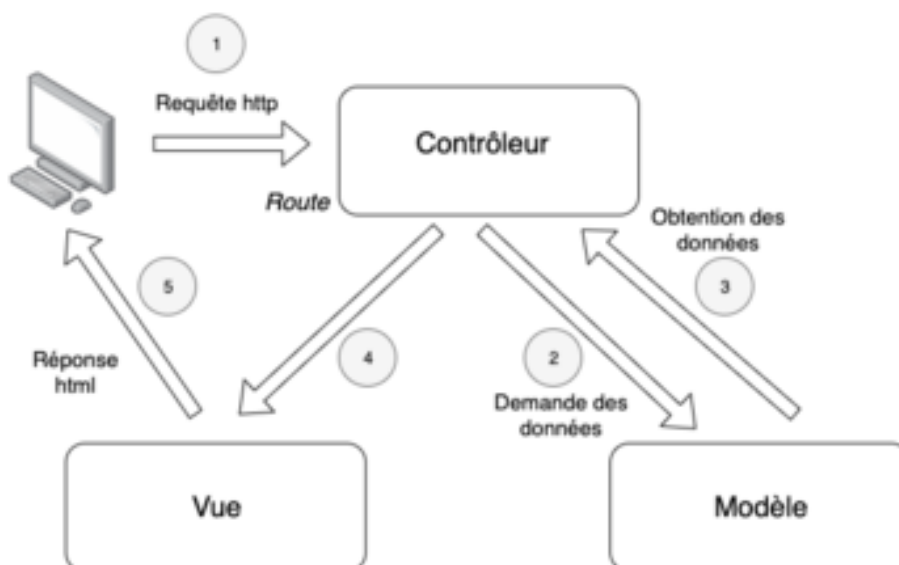 1
Requête http
Contrôleur
Route
Obtention des
données
5
3
4
2
Réponse
html
Demande des
données
Vue
Modèle